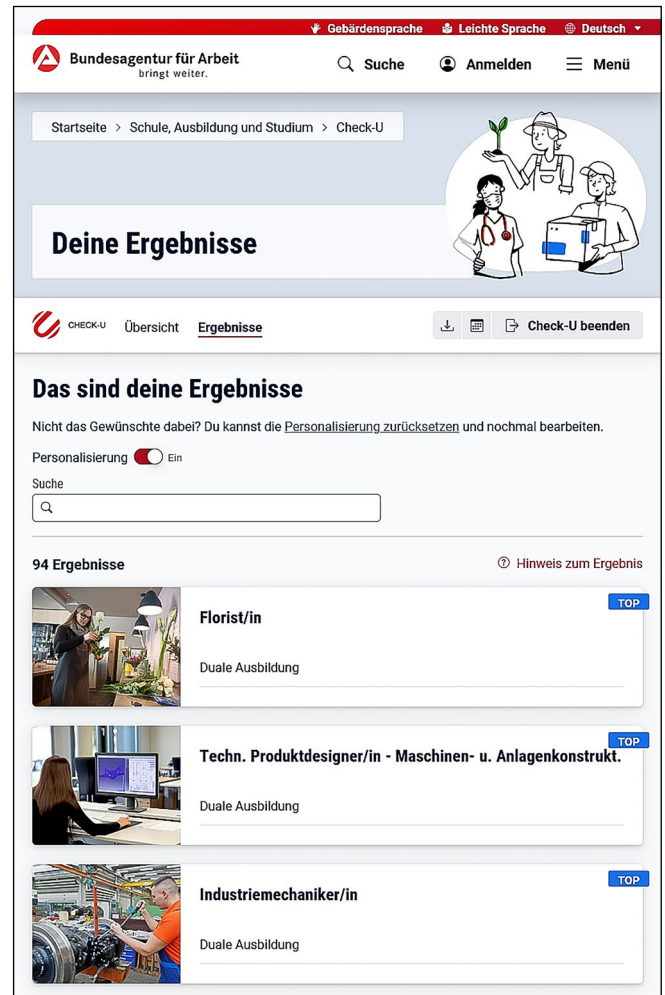 Gebärdensprache Leichte Sprache Deutsch
Bundesagentur für Arbeit
bringt weiter.
Suche Anmelden Menü
Startseite > Schule, Ausbildung und Studium > Check-U
Deine Ergebnisse
CHECK-U Übersicht Ergebnisse Check-U beenden
Das sind deine Ergebnisse
Nicht das Gewünschte dabei? Du kannst die Personalisierung zurücksetzen und nochmal bearbeiten.
Personalisierung Ein
Suche
94 Ergebnisse Hinweis zum Ergebnis
TOP
Florist/in
Duale Ausbildung
TOP
Techn. Produktdesigner/in - Maschinen- u. Anlagenkonstrukt.
Duale Ausbildung
TOP
Industriemechaniker/in
Duale Ausbildung